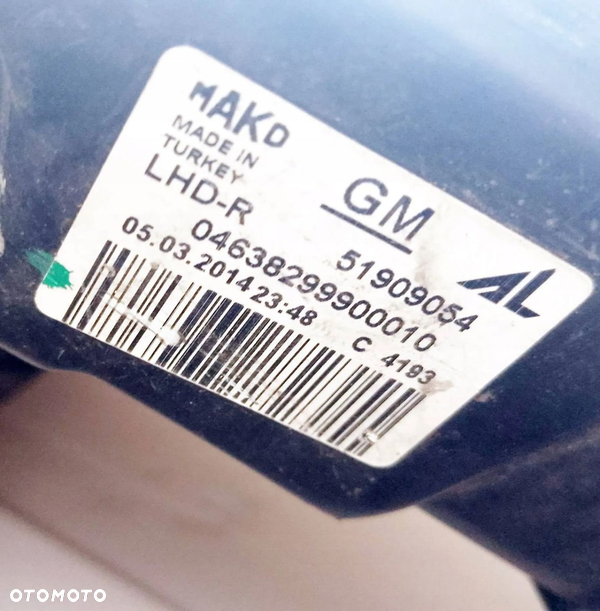 MAKO
MADE IN
TURKEY
LHD-R
GM
51909054
AL
04638299900010
05.03.2014 23:48
C 4193
OTOMOTO